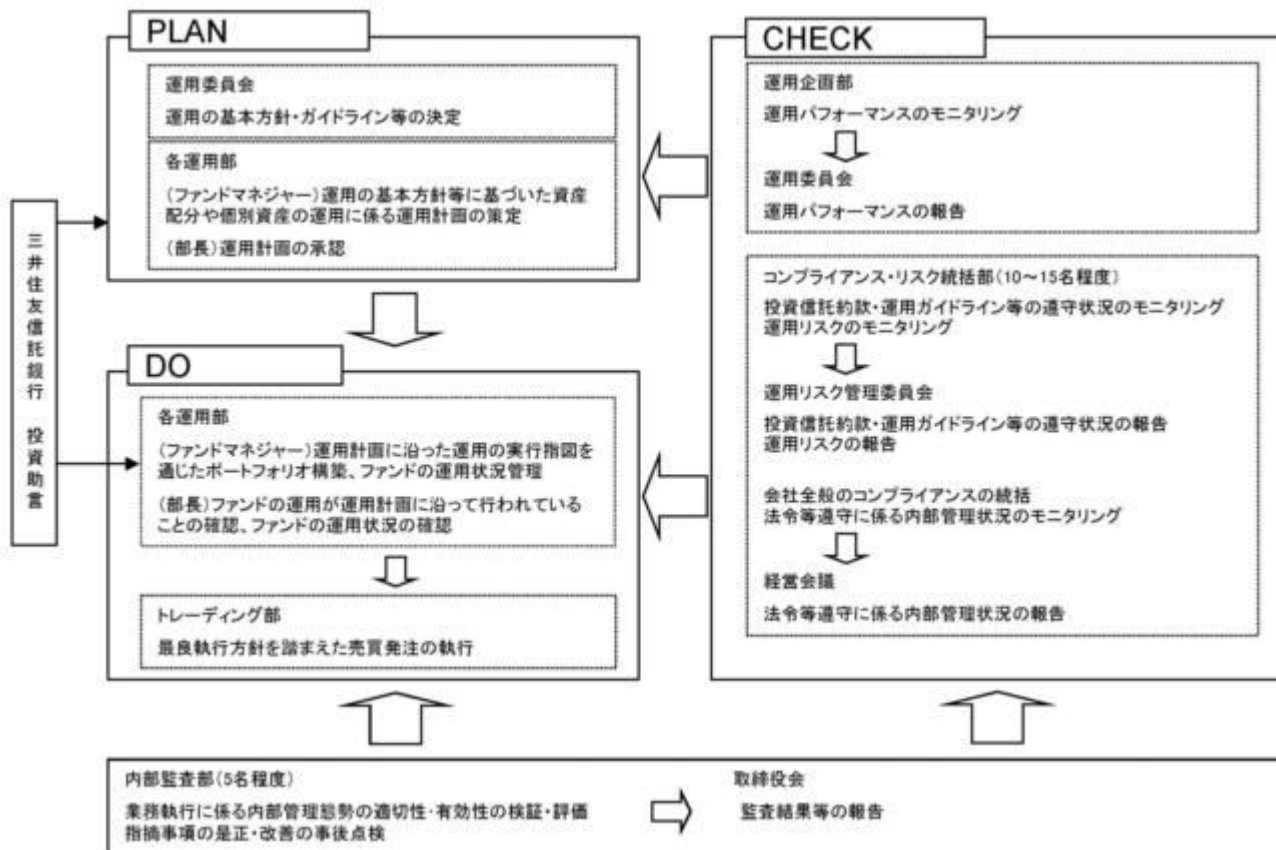 PLAN
運用委員会
運用の基本方針・ガイドライン等の決定
各運用部
(ファンドマネジャー)運用の基本方針等に基づいた資産
配分や個別資産の運用に係る運用計画の策定
(部長)運用計画の承認
三井住友信託銀行 投資助言
DO
各運用部
(ファンドマネジャー)運用計画に沿った運用の実行指図を
通じたポートフォリオ構築、ファンドの運用状況管理
(部長)ファンドの運用が運用計画に沿って行われている
ことの確認、ファンドの運用状況の確認
トレーディング部
最良執行方針を踏まえた売買発注の執行
CHECK
運用企画部
運用パフォーマンスのモニタリング
運用委員会
運用パフォーマンスの報告
コンプライアンス・リスク統括部(10~15名程度)
投資信託約款・運用ガイドライン等の遵守状況のモニタリング
運用リスクのモニタリング
運用リスク管理委員会
投資信託約款・運用ガイドライン等の遵守状況の報告
運用リスクの報告
会社全般のコンプライアンスの統括
法令等遵守に係る内部管理状況のモニタリング
経営会議
法令等遵守に係る内部管理状況の報告
内部監査部(5名程度)
業務執行に係る内部管理態勢の適切性・有効性の検証・評価
指摘事項の是正・改善の事後点検
取締役会
監査結果等の報告